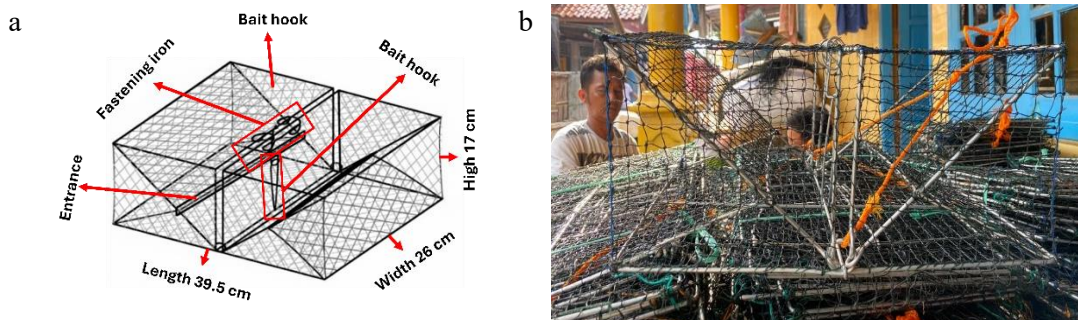 a
Bait hook
Bait hook
Fastening iron
Entrance
High 17 cm
Width 26 cm
Length 39.5 cm
b